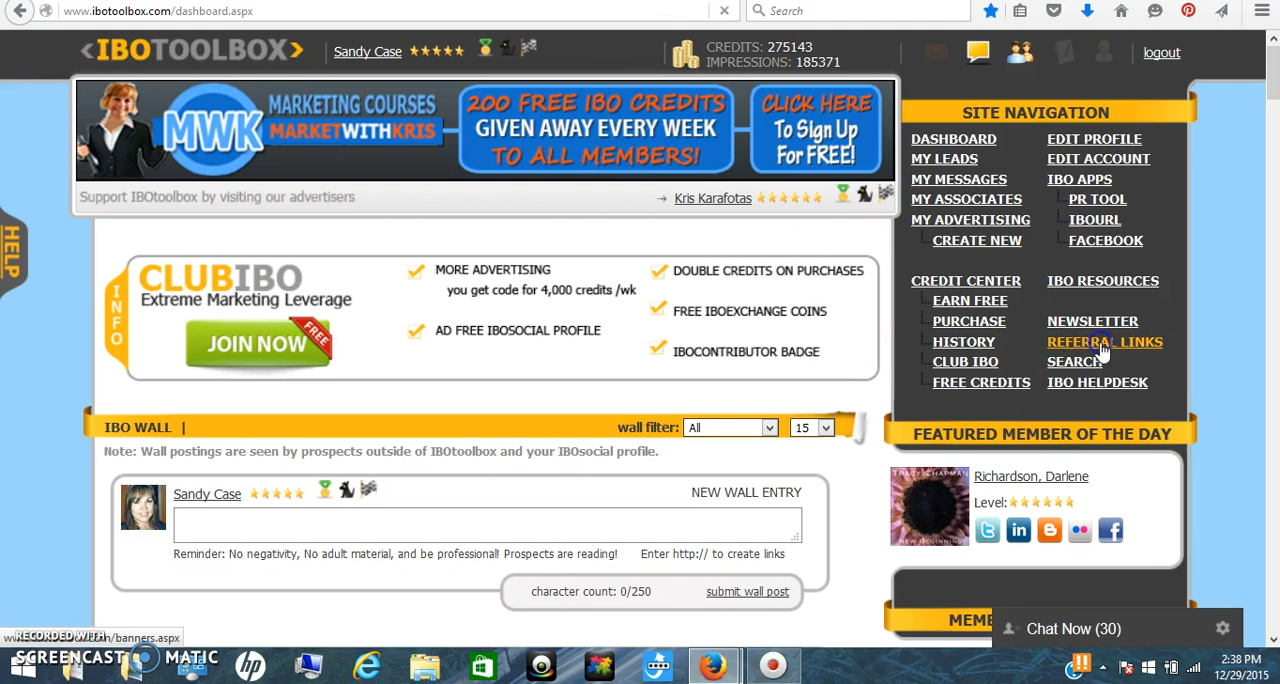 www.ibotoolbox.com/dashboard.aspx
Search
<IBOTOOLBOX>
Sandy Case
CREDITS: 275143
IMPRESSIONS: 185371
logout
MWK
MARKETING COURSES
MARKETWITHKRIS
200 FREE IBO CREDITS
GIVEN AWAY EVERY WEEK
TO ALL MEMBERS!
CLICK HERE
To Sign Up
For FREE!
Support IBOtoolbox by visiting our advertisers
Kris Karafotas
SITE NAVIGATION
DASHBOARD
EDIT PROFILE
MY LEADS
EDIT ACCOUNT
MY MESSAGES
IBO APPS
MY ASSOCIATES
PR TOOL
MY ADVERTISING
IBOURL
CREATE NEW
FACEBOOK
CREDIT CENTER
IBO RESOURCES
EARN FREE
PURCHASE
NEWSLETTER
HISTORY
REFERRAL LINKS
CLUB IBO
SEARCH
FREE CREDITS
IBO HELPDESK
HELP
INFO
CLUBIBO
Extreme Marketing Leverage
JOIN NOW
FREE
MORE ADVERTISING
you get code for 4,000 credits /wk
AD FREE IBOSOCIAL PROFILE
DOUBLE CREDITS ON PURCHASES
FREE IBOEXCHANGE COINS
IBOCONTRIBUTOR BADGE
IBO WALL |
wall filter: All 15
Note: Wall postings are seen by prospects outside of IBOtoolbox and your IBOsocial profile.
Sandy Case
NEW WALL ENTRY
Reminder: No negativity, No adult material, and be professional! Prospects are reading!
Enter http:// to create links
character count: 0/250
submit wall post
FEATURED MEMBER OF THE DAY
TRACY CHAPMAN
NEW BEGINNING
Richardson, Darlene
Level:
Chat Now (30)
RECORDED WITH
SCREENCAST MATIC
2:38 PM
12/29/2015